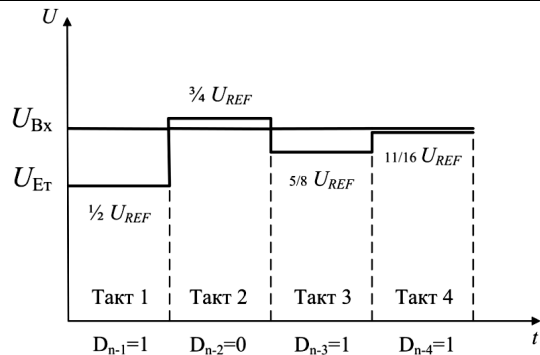 U
¾ U_REF
U_Вх
11/16 U_REF
5/8 U_REF
U_Ет
½ U_REF
Такт 1 Такт 2 Такт 3 Такт 4
t
D_n-1=1 D_n-2=0 D_n-3=1 D_n-4=1